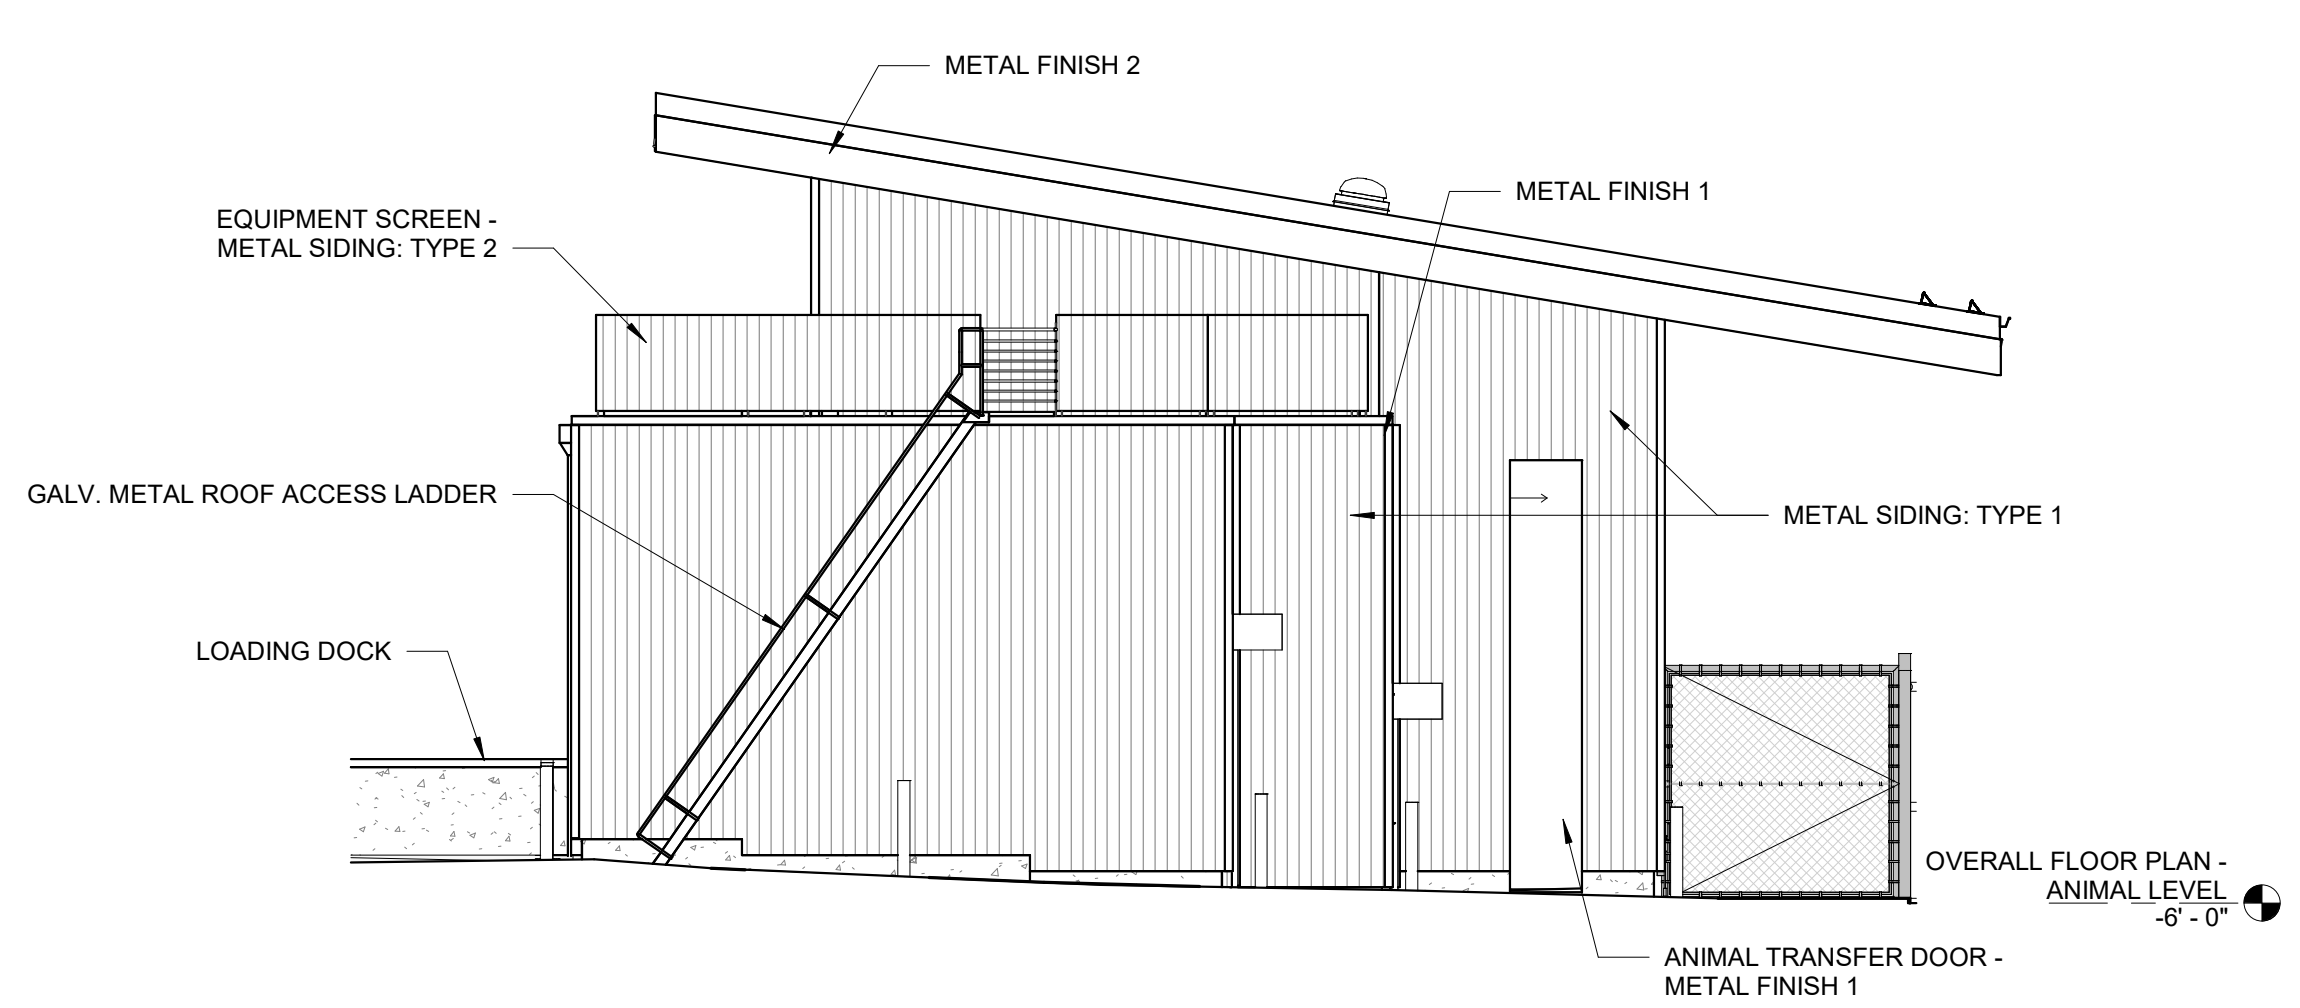 METAL FINISH 2
METAL FINISH 1
EQUIPMENT SCREEN -
METAL SIDING: TYPE 2
GALV. METAL ROOF ACCESS LADDER
METAL SIDING: TYPE 1
LOADING DOCK
OVERALL FLOOR PLAN -
ANIMAL LEVEL
-6' - 0"
ANIMAL TRANSFER DOOR -
METAL FINISH 1